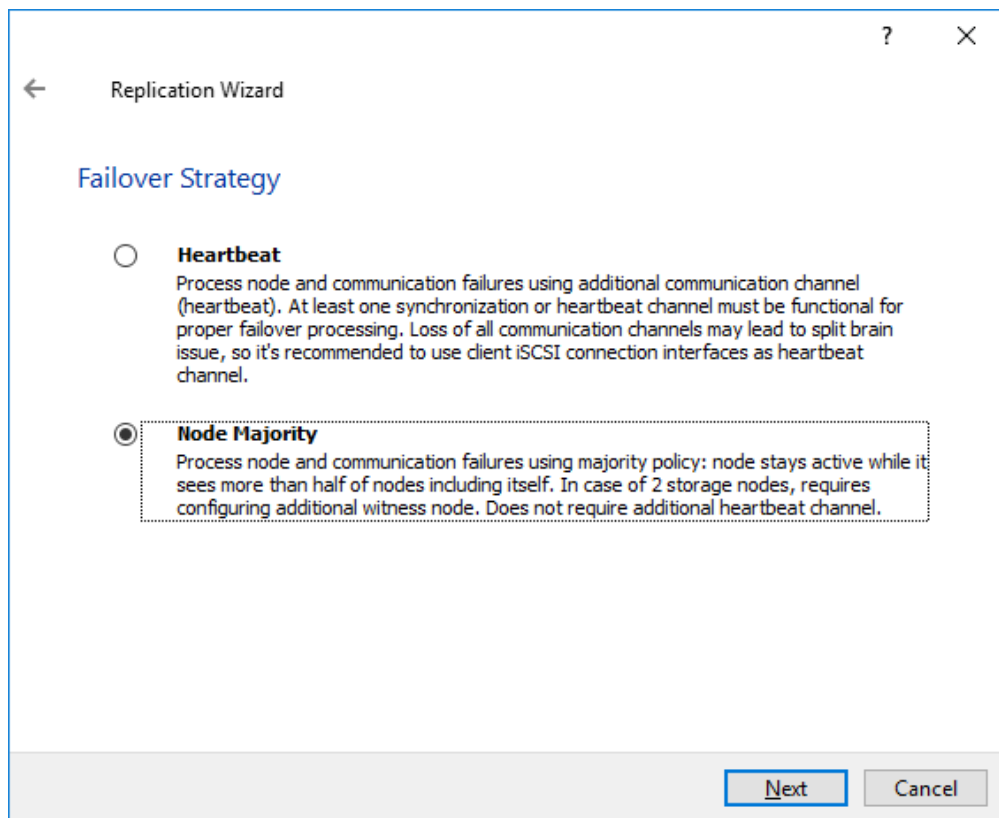 ?
Replication Wizard
Failover Strategy
Heartbeat
Process node and communication failures using additional communication channel
(heartbeat). At least one synchronization or heartbeat channel must be functional for
proper failover processing. Loss of all communication channels may lead to split brain
issue, so it's recommended to use client iSCSI connection interfaces as heartbeat
channel.
Node Majority
Process node and communication failures using majority policy: node stays active while it
sees more than half of nodes including itself. In case of 2 storage nodes, requires
configuring additional witness node. Does not require additional heartbeat channel.
Next Cancel